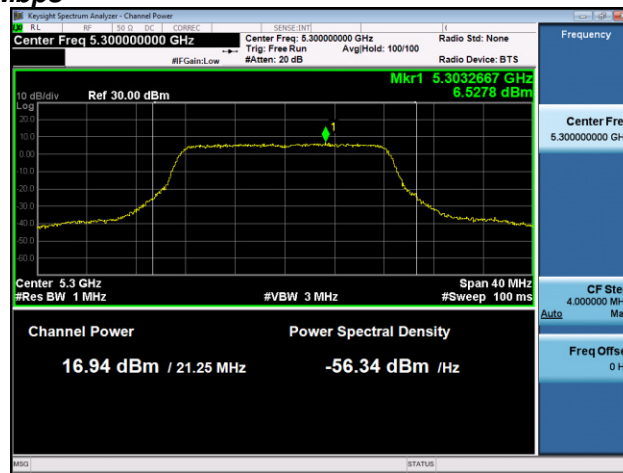 Keysight Spectrum Analyzer - Channel Power
RL RF 50 Ω DC CORREC SENSE:INT
Center Freq 5.300000000 GHz
Center Freq: 5.300000000 GHz Radio Std: None
Trig: Free Run Avg|Hold: 100/100
#IFGain:Low #Atten: 20 dB Radio Device: BTS
Mkr1 5.3032667 GHz
6.5278 dBm
10 dB/div Ref 30.00 dBm
Log
20.0
10.0
0.00
-10.0
-20.0
-30.0
-40.0
-50.0
-60.0
1
Center 5.3 GHz Span 40 MHz
#Res BW 1 MHz #VBW 3 MHz #Sweep 100 ms
Channel Power Power Spectral Density
16.94 dBm / 21.25 MHz -56.34 dBm /Hz
MSG STATUS
Frequency
Center Fre
5.300000000 GH
CF Ste
4.000000 MH
Auto Ma
Freq Offse
0 H